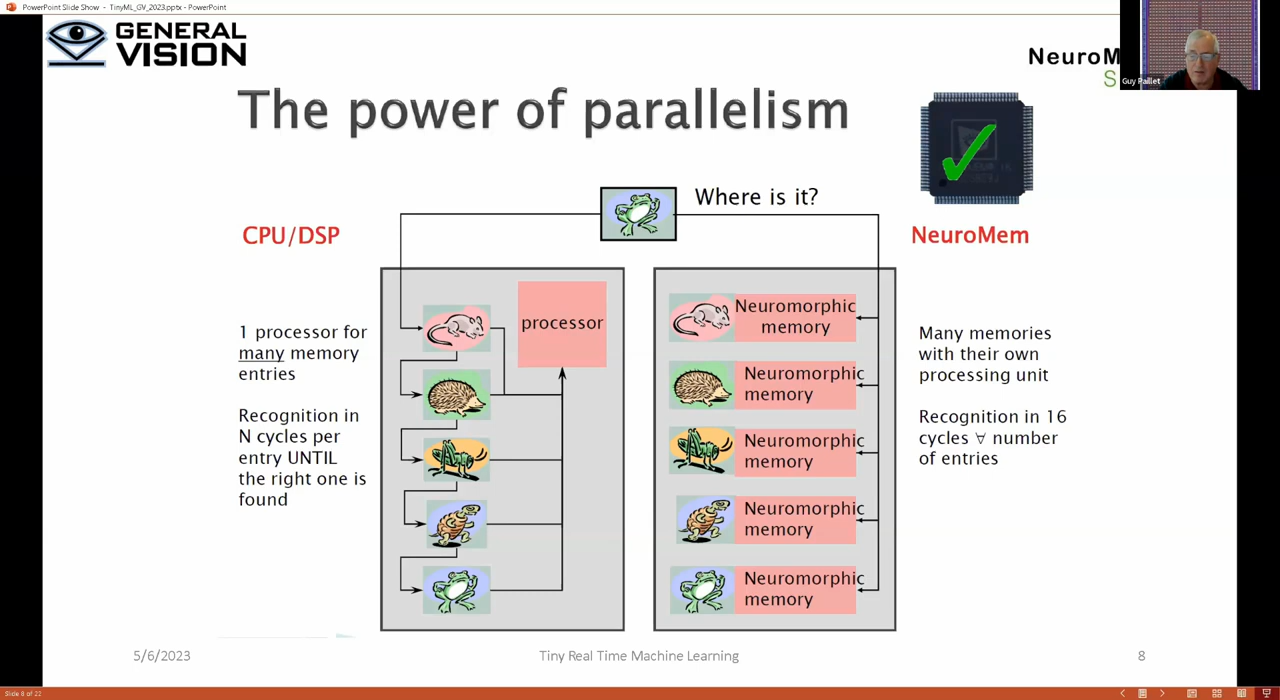 PowerPoint Slide Show - TinyML_GV_2023.pptx - PowerPoint
GENERAL
VISION
NeuroM
S
Guy Paillet
The power of parallelism
Where is it?
CPU/DSP
NeuroMem
1 processor for
many memory
entries
Recognition in
N cycles per
entry UNTIL
the right one is
found
processor
Neuromorphic
memory
Neuromorphic
memory
Neuromorphic
memory
Neuromorphic
memory
Neuromorphic
memory
Many memories
with their own
processing unit
Recognition in 16
cycles ∀ number
of entries
5/6/2023
Tiny Real Time Machine Learning
8
Slide 8 of 22